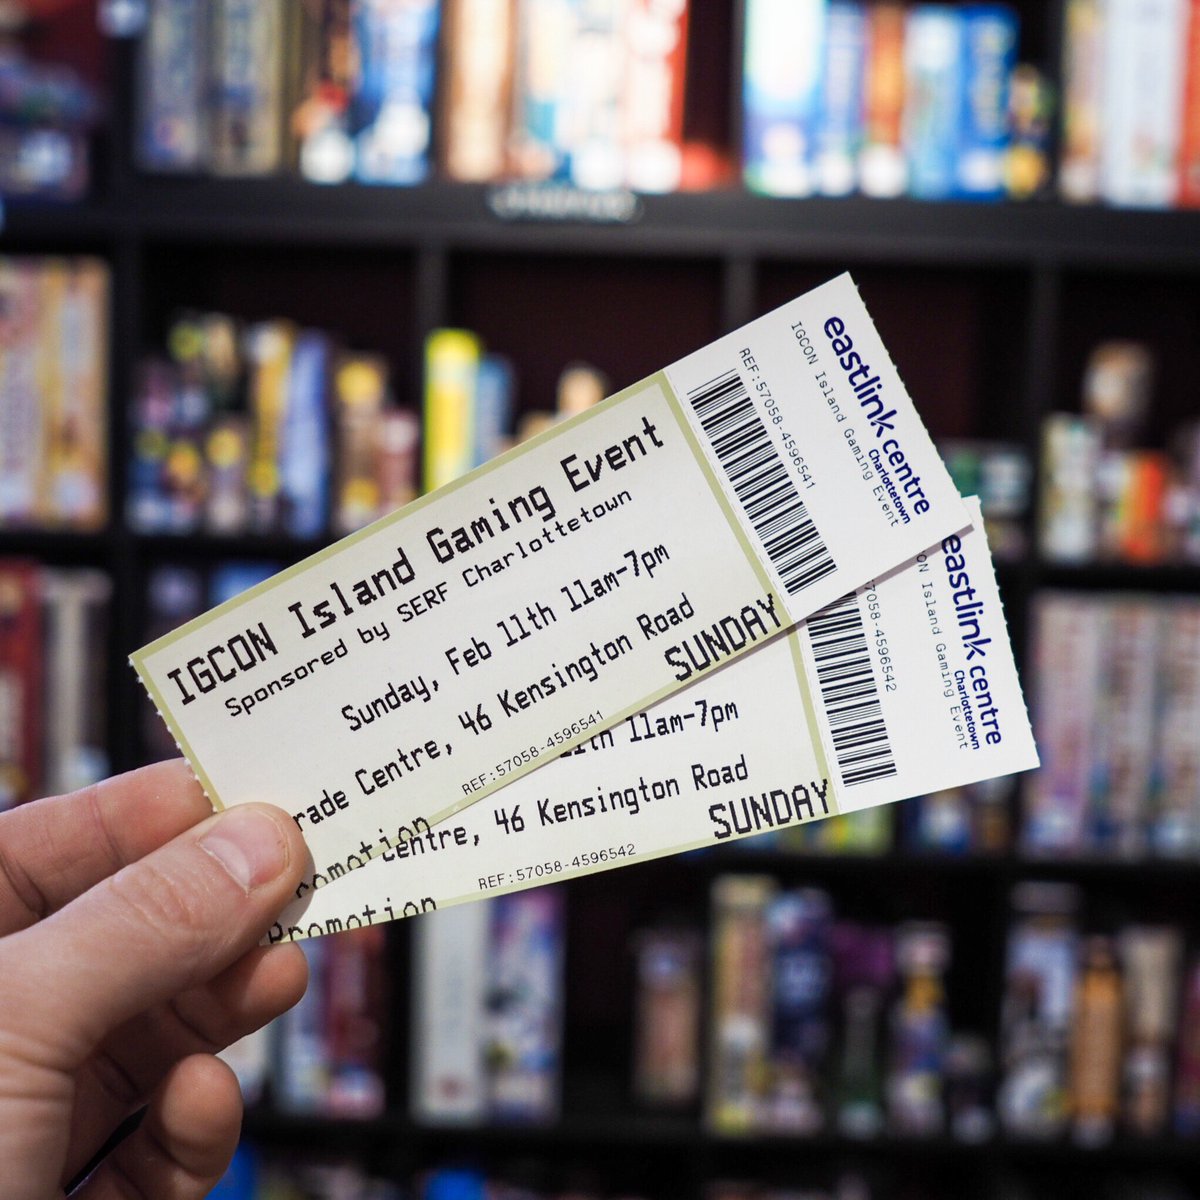 IGCON Island Gaming Event
Sponsored by SERF Charlottetown
Sunday, Feb 11th 11am-7pm
rade Centre, 46 Kensington Road
SUNDAY
Promotion
REF:57058-4596541
REF:57058-4596541
IGCON Island Gaming Event
eastlink centre
Charlottetown
11th 11am-7pm
Centre, 46 Kensington Road
SUNDAY
Promotion
REF:57058-4596542
7058-4596542
ON Island Gaming Event
eastlink centre
Charlottetown